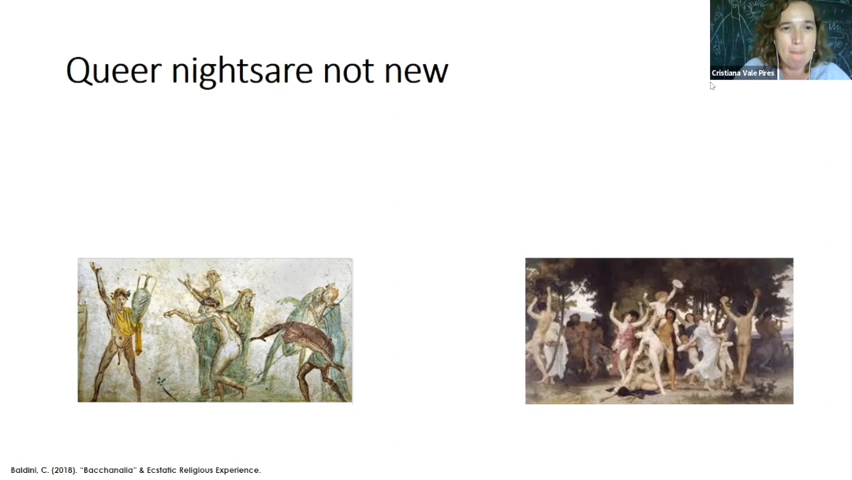 Queer nightsare not new
Cristiana Vale Pires
Baldini, C. (2018). "Bacchanalia" & Ecstatic Religious Experience.